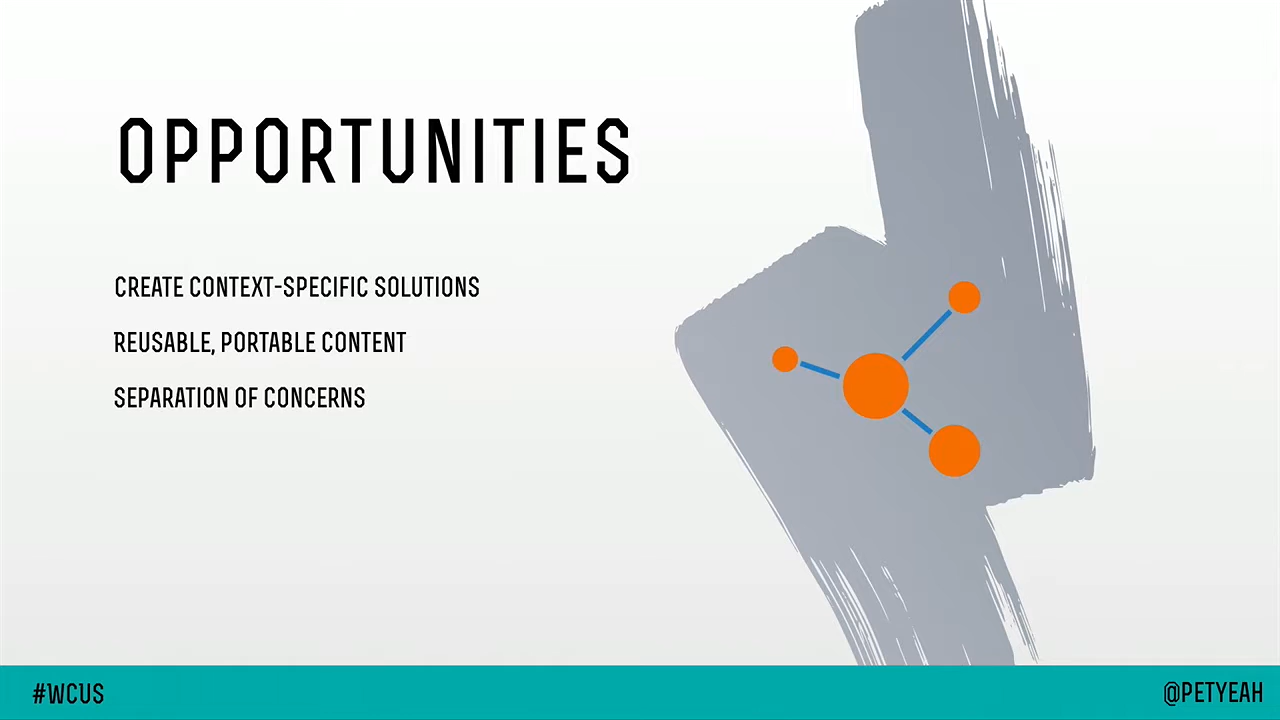 OPPORTUNITIES
CREATE CONTEXT-SPECIFIC SOLUTIONS
REUSABLE, PORTABLE CONTENT
SEPARATION OF CONCERNS
#WCUS
@PETYEAH